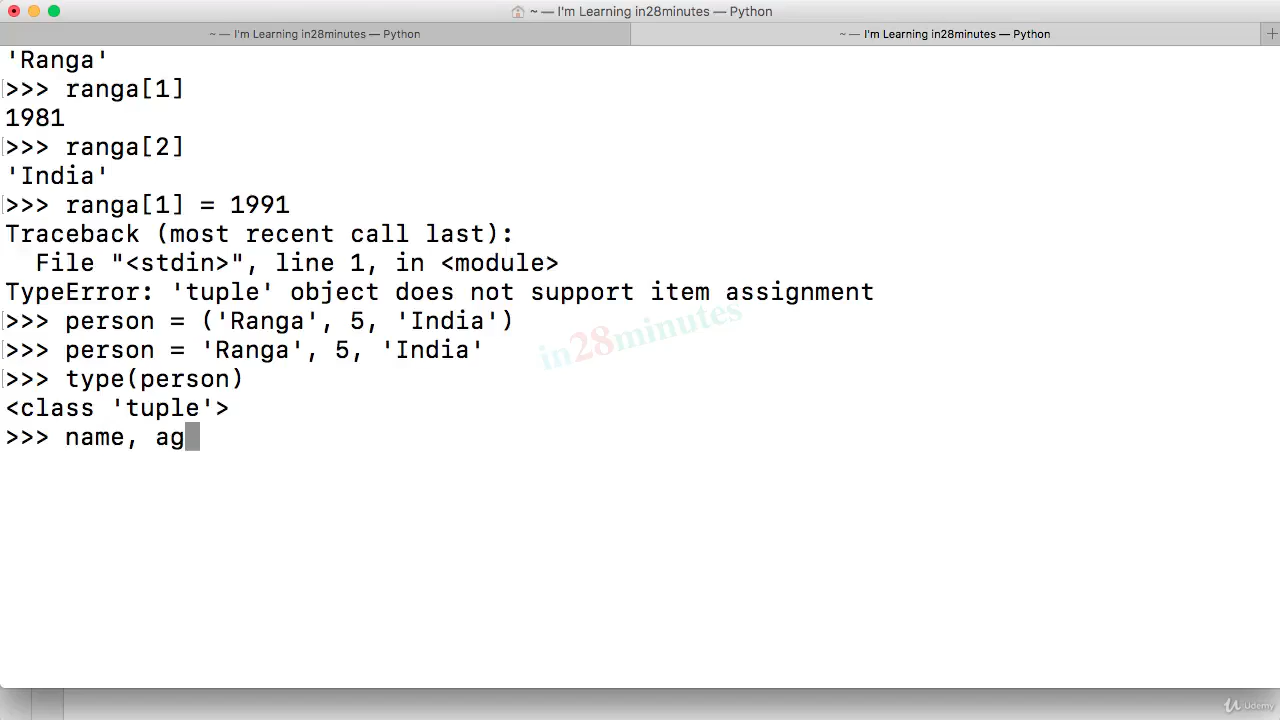 ~ — I'm Learning in28minutes — Python
~ — I'm Learning in28minutes — Python
~ — I'm Learning in28minutes — Python
'Ranga'
>>> ranga[1]
1981
>>> ranga[2]
'India'
>>> ranga[1] = 1991
Traceback (most recent call last):
  File "<stdin>", line 1, in <module>
TypeError: 'tuple' object does not support item assignment
>>> person = ('Ranga', 5, 'India')
>>> person = 'Ranga', 5, 'India'
>>> type(person)
<class 'tuple'>
>>> name, ag
in28minutes
Udemy